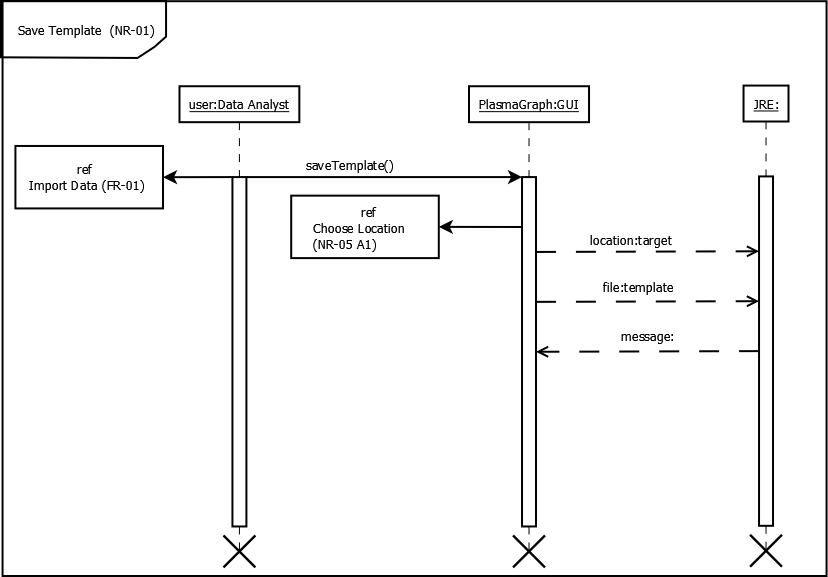 Save Template (NR-01)
user:Data Analyst
PlasmaGraph:GUI
JRE:
ref
Import Data (FR-01)
saveTemplate()
ref
Choose Location
(NR-05 A1)
location:target
file:template
message: